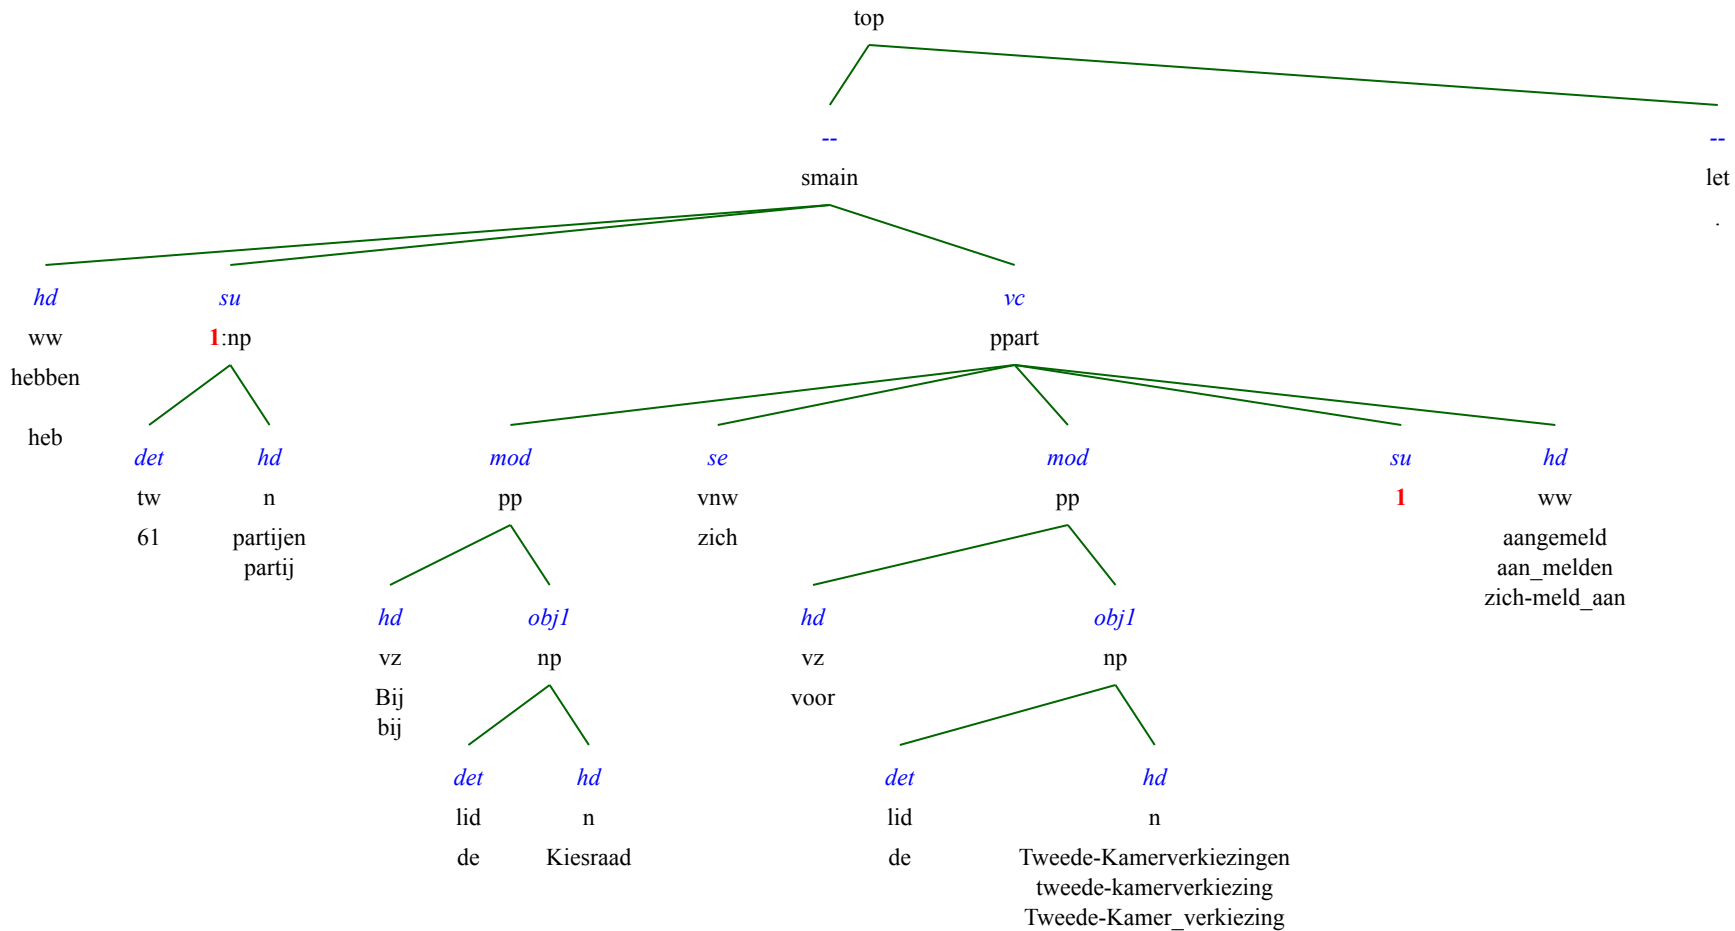 top
-- --
smain let
.
hd su vc
ww 1:np ppart
hebben
heb
det hd mod se mod su hd
tw n pp vnw pp 1 ww
61 partijen zich aangemeld
partij aan_melden
zich-meld_aan
hd obj1 hd obj1
vz np vz np
Bij voor
bij
det hd det hd
lid n lid n
de Kiesraad de Tweede-Kamerverkiezingen
tweede-kamerverkiezing
Tweede-Kamer_verkiezing